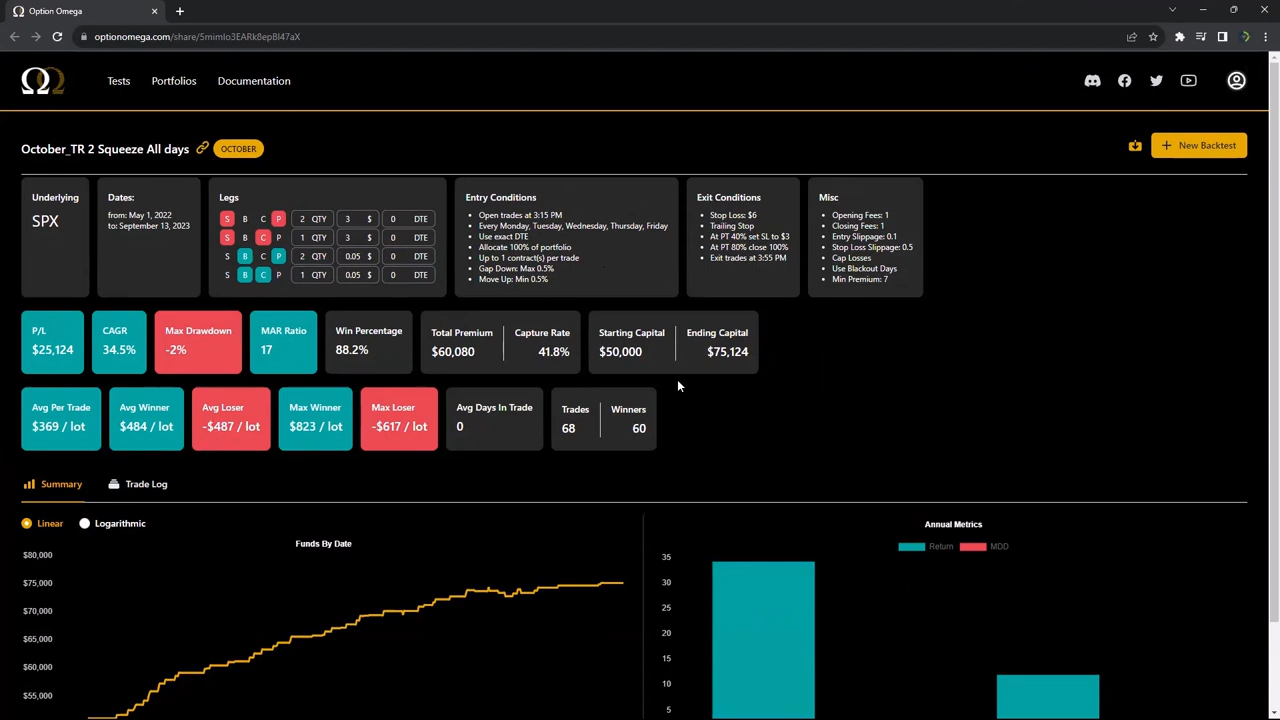 Option Omega
optionomega.com/share/5mimIo3EARk8epBl47aX
Tests Portfolios Documentation
October_TR 2 Squeeze All days OCTOBER
New Backtest
Underlying
SPX
Dates:
from: May 1, 2022
to: September 13, 2023
Legs
S B C P 2 QTY 3 $ 0 DTE
S B C P 1 QTY 3 $ 0 DTE
S B C P 2 QTY 0.05 $ 0 DTE
S B C P 1 QTY 0.05 $ 0 DTE
Entry Conditions
Open trades at 3:15 PM
Every Monday, Tuesday, Wednesday, Thursday, Friday
Use exact DTE
Allocate 100% of portfolio
Up to 1 contract(s) per trade
Gap Down: Max 0.5%
Move Up: Min 0.5%
Exit Conditions
Stop Loss: $6
Trailing Stop
At PT 40% set SL to $3
At PT 80% close 100%
Exit trades at 3:55 PM
Misc
Opening Fees: 1
Closing Fees: 1
Entry Slippage: 0.1
Stop Loss Slippage: 0.5
Cap Losses
Use Blackout Days
Min Premium: 7
P/L
$25,124
CAGR
34.5%
Max Drawdown
-2%
MAR Ratio
17
Win Percentage
88.2%
Total Premium
$60,080
Capture Rate
41.8%
Starting Capital
$50,000
Ending Capital
$75,124
Avg Per Trade
$369 / lot
Avg Winner
$484 / lot
Avg Loser
-$487 / lot
Max Winner
$823 / lot
Max Loser
-$617 / lot
Avg Days In Trade
0
Trades
68
Winners
60
Summary Trade Log
Linear Logarithmic
Funds By Date
$80,000
$75,000
$70,000
$65,000
$60,000
$55,000
Annual Metrics
Return MDD
35
30
25
20
15
10
5